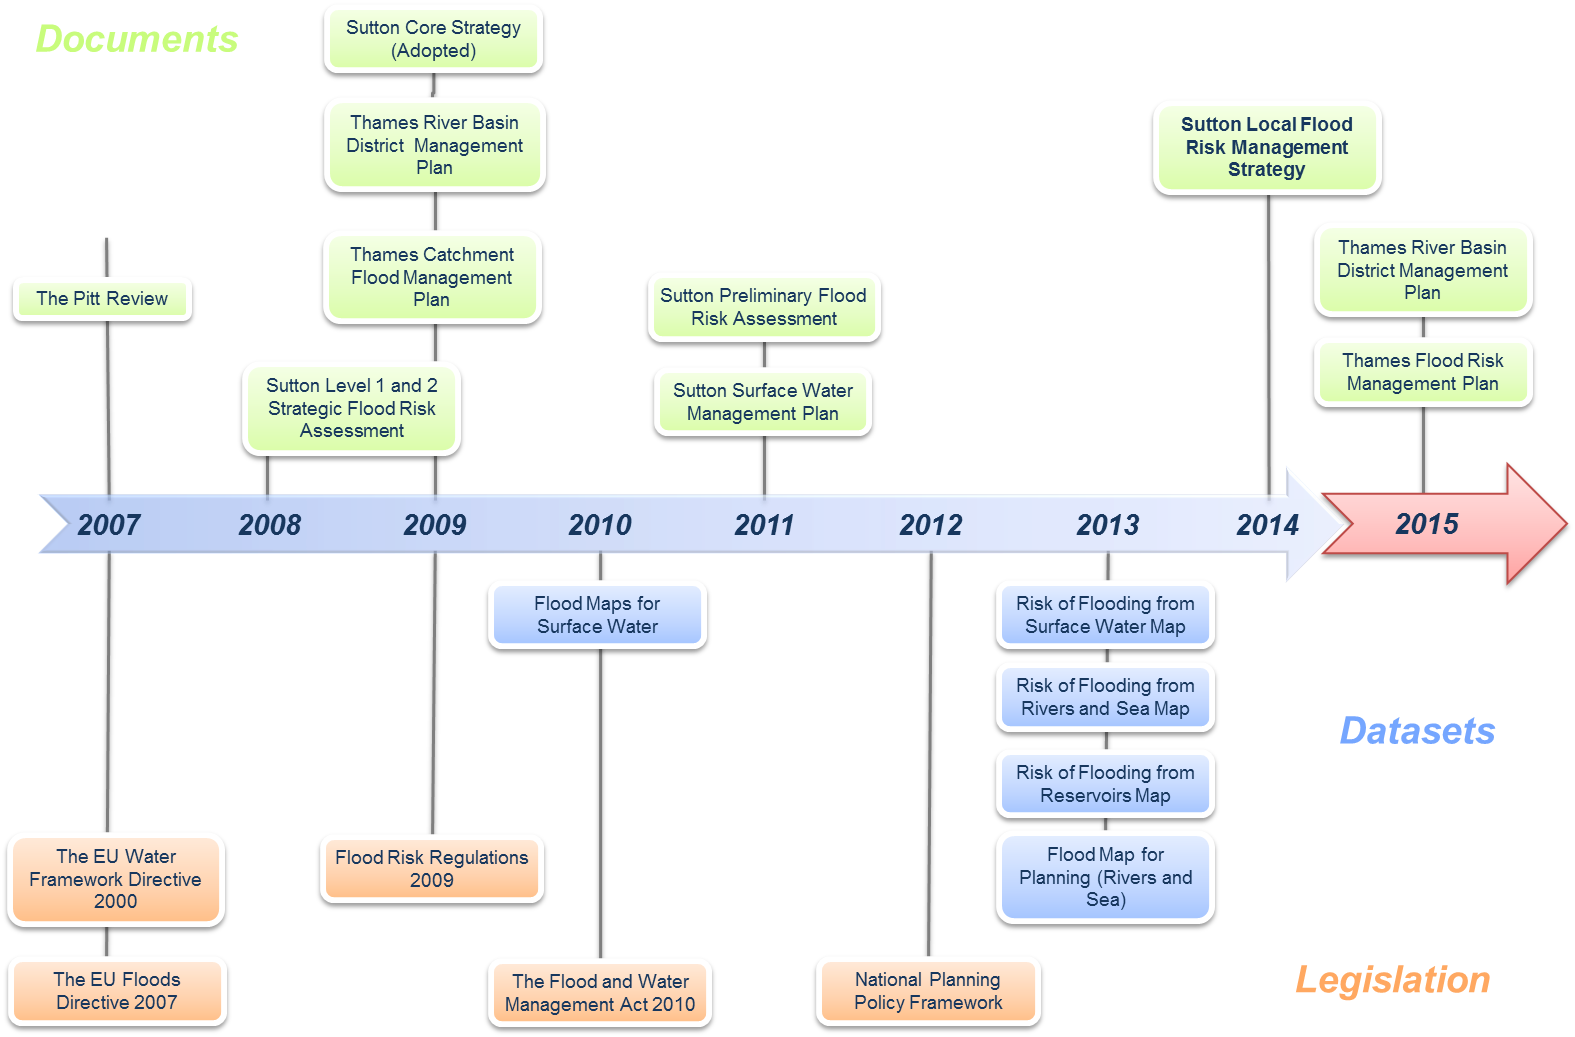 Documents
Sutton Core Strategy
(Adopted)
Thames River Basin
District Management
Plan
Thames Catchment
Flood Management
Plan
The Pitt Review
Sutton Level 1 and 2
Strategic Flood Risk
Assessment
Sutton Preliminary Flood
Risk Assessment
Sutton Surface Water
Management Plan
Sutton Local Flood
Risk Management
Strategy
Thames River Basin
District Management
Plan
Thames Flood Risk
Management Plan
2007 2008 2009 2010 2011 2012 2013 2014 2015
Flood Maps for
Surface Water
Risk of Flooding from
Surface Water Map
Risk of Flooding from
Rivers and Sea Map
Risk of Flooding from
Reservoirs Map
Flood Map for
Planning (Rivers and
Sea)
Datasets
The EU Water
Framework Directive
2000
The EU Floods
Directive 2007
Flood Risk Regulations
2009
The Flood and Water
Management Act 2010
National Planning
Policy Framework
Legislation